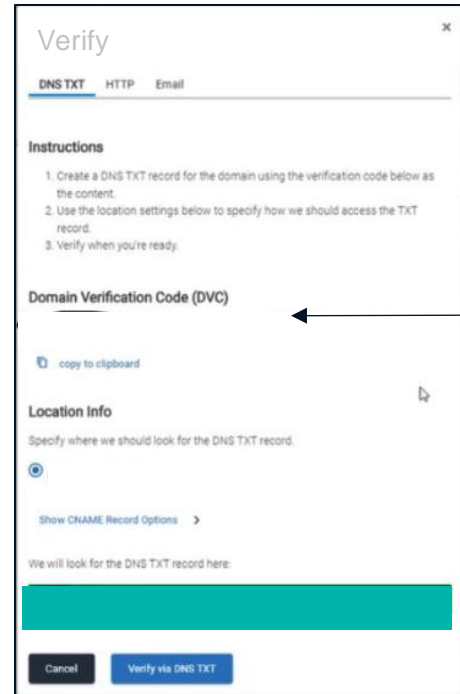 Verify
×
DNS TXT HTTP Email
Instructions
1. Create a DNS TXT record for the domain using the verification code below as
the content.
2. Use the location settings below to specify how we should access the TXT
record.
3. Verify when you're ready.
Domain Verification Code (DVC)
copy to clipboard
Location Info
Specify where we should look for the DNS TXT record.
Show CNAME Record Options >
We will look for the DNS TXT record here:
Cancel Verify via DNS TXT